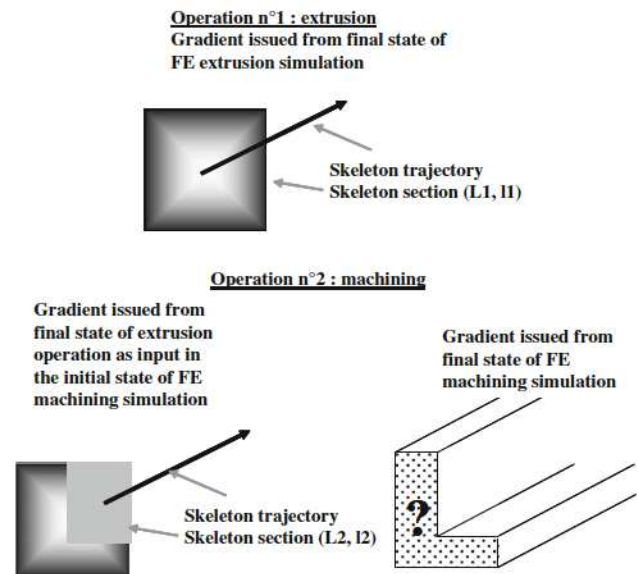 Operation n°1 : extrusion
Gradient issued from final state of
FE extrusion simulation
Skeleton trajectory
Skeleton section (L1, l1)
Operation n°2 : machining
Gradient issued from
final state of extrusion
operation as input in
the initial state of FE
machining simulation
Gradient issued from
final state of FE
machining simulation
Skeleton trajectory
Skeleton section (L2, l2)
?